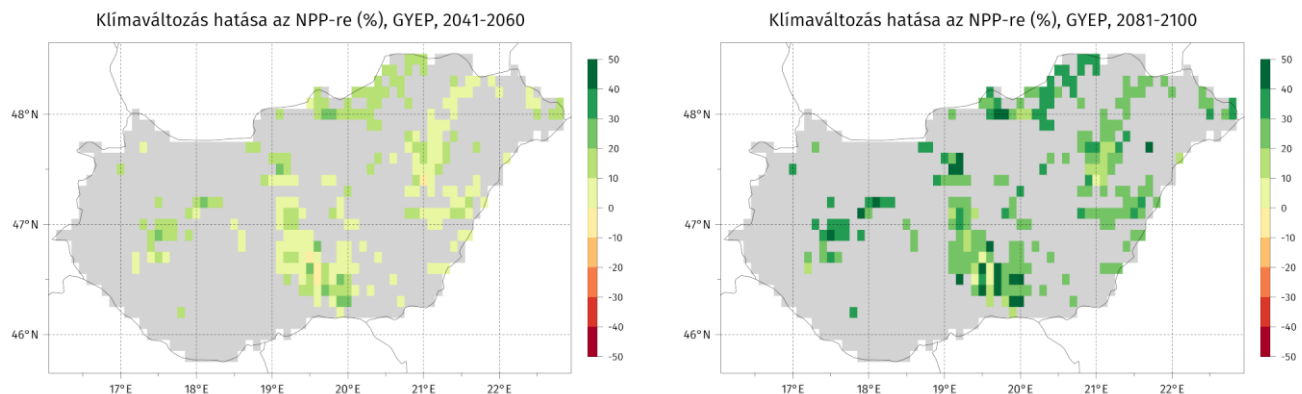 Klímaváltozás hatása az NPP-re (%), GYEP, 2041-2060
48°N
47°N
46°N
17°E
18°E
19°E
20°E
21°E
22°E
50
40
30
20
10
0
-10
-20
-30
-40
-50
Klímaváltozás hatása az NPP-re (%), GYEP, 2081-2100
48°N
47°N
46°N
17°E
18°E
19°E
20°E
21°E
22°E
50
40
30
20
10
0
-10
-20
-30
-40
-50